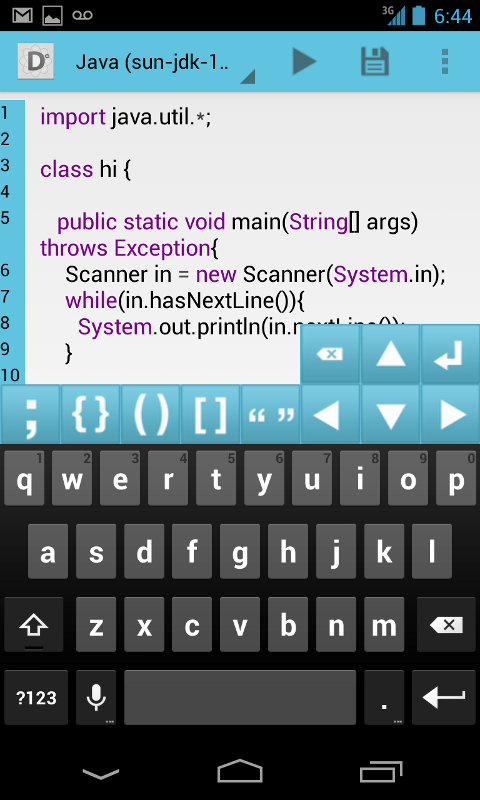 3G 6:44
D Java (sun-jdk-1..
1 import java.util.*;
2
3 class hi {
4
5 public static void main(String[] args)
throws Exception{
6 Scanner in = new Scanner(System.in);
7 while(in.hasNextLine()){
8 System.out.println(in.nextLine());
9 }
10
; {} () [] “ ”
1 2 3 4 5 6 7 8 9 0
q w e r t y u i o p
a s d f g h j k l
z x c v b n m
?123 . ...